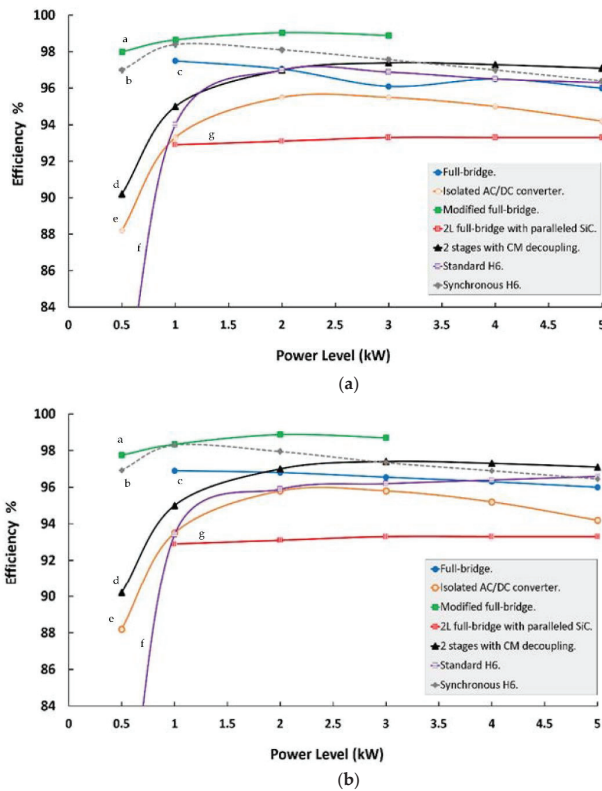 100
98
96
94
92
90
88
86
84
Efficiency %
a
b
c
d
e
f
g
Full-bridge.
Isolated AC/DC converter.
Modified full-bridge.
2L full-bridge with paralleled SiC.
2 stages with CM decoupling.
Standard H6.
Synchronous H6.
0 0.5 1 1.5 2 2.5 3 3.5 4 4.5 5
Power Level (kW)
(a)
100
98
96
94
92
90
88
86
84
Efficiency %
a
b
c
d
e
f
g
Full-bridge.
Isolated AC/DC converter.
Modified full-bridge.
2L full-bridge with paralleled SiC.
2 stages with CM decoupling.
Standard H6.
Synchronous H6.
0 0.5 1 1.5 2 2.5 3 3.5 4 4.5 5
Power Level (kW)
(b)